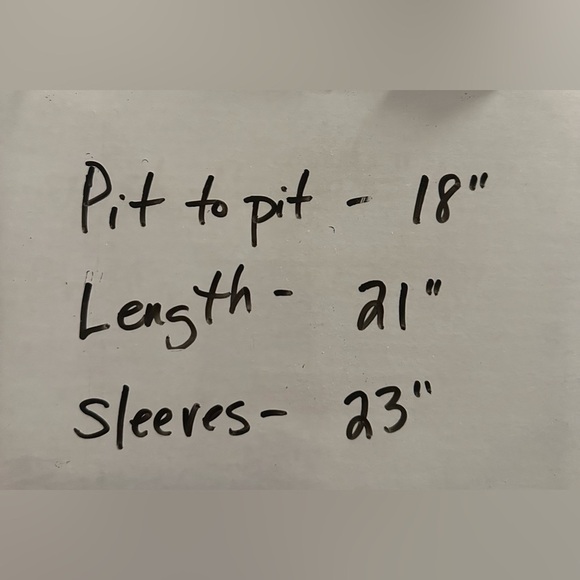 Pit to pit - 18"
Length - 21"
Sleeves - 23"